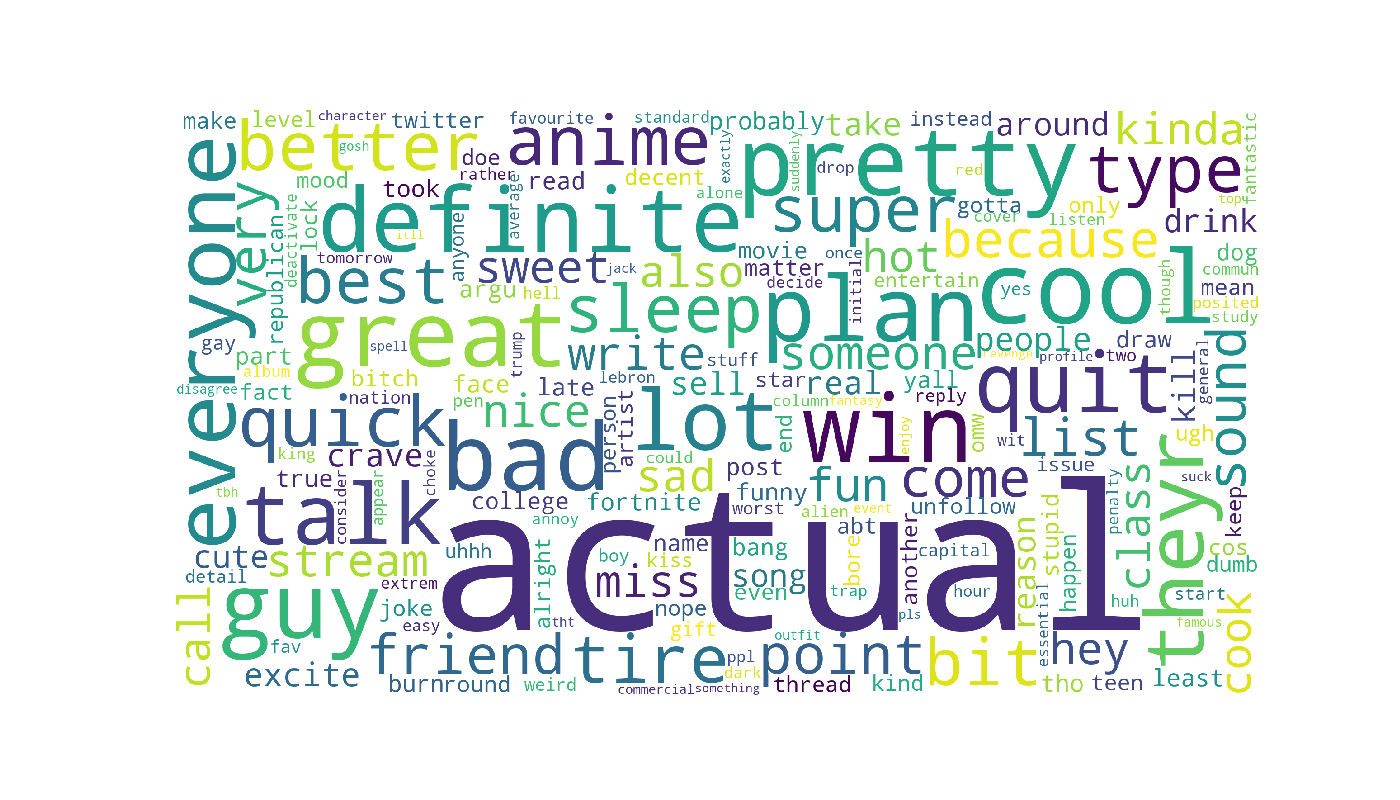 make
level
character
twitter
favourite
standard
probably
take
instead
around
kinda
fantastic
better
gosh
anime
exactly
pretty
suddenly
drop
red
type
top
everyone
very
mood
took
doe
rather
read
decent
alone
super
gotta
only
cover
listen
drink
deactivate
lock
definite
average
anyone
itll
republican
tomorrow
best
sweet
jack
also
movie
once
matter
decide
initial
hot
because
entertain
yes
cool
though
dog
commun
mean
posited
study
argu
hell
great
sleep
plan
gay
part
album
spell
trump
write
stuff
someone
people
revenge
profile
two
draw
disagree
fact
bitch
nation
face
pen
late
lebron
sell
star
real
yall
reply
quit
kill
general
sound
quick
nice
person
artist
lot
column
fantasy
end
win
enjoy
omw
wit
list
ugh
king
crave
true
choke
bad
could
sad
post
funny
fun
come
issue
suck
tbh
talk
consider
appear
college
annoy
fortnite
worst
alien
event
abt
unfollow
class
penalty
theyr
keep
cos
dumb
cute
stream
uhhh
actual
alright
boy
name
kiss
miss
bang
song
even
bore
another
capital
trap
hour
pls
reason
stupid
happen
huh
start
famous
detail
extrem
call
guy
joke
easy
fav
tht
nope
gift
outfit
essential
cook
excite
friend
burnround
weird
tire
commercial
something
ppl
dark
point
thread
kind
bit
hey
tho
teen
least